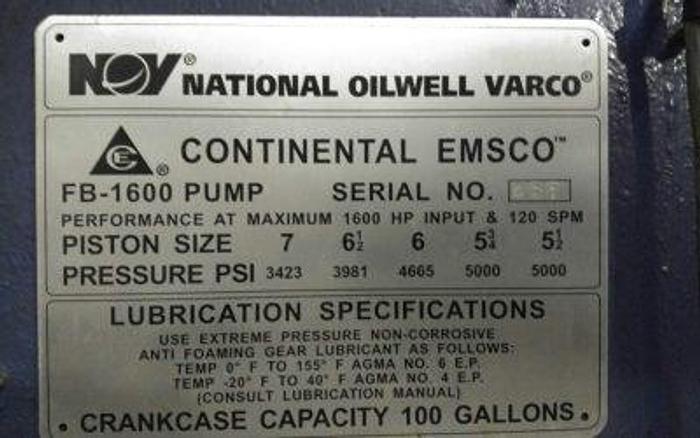 NOV® NATIONAL OILWELL VARCO®
CE® CONTINENTAL EMSCO™
FB-1600 PUMP SERIAL NO.
PERFORMANCE AT MAXIMUM 1600 HP INPUT & 120 SPM
PISTON SIZE 7 6½ 6 5¾ 5½
PRESSURE PSI 3423 3981 4665 5000 5000
LUBRICATION SPECIFICATIONS
USE EXTREME PRESSURE NON-CORROSIVE
ANTI FOAMING GEAR LUBRICANT AS FOLLOWS:
TEMP 0° F TO 155° F AGMA NO. 6 E.P.
TEMP -20° F TO 40° F AGMA NO. 4 E.P.
(CONSULT LUBRICATION MANUAL)
CRANKCASE CAPACITY 100 GALLONS